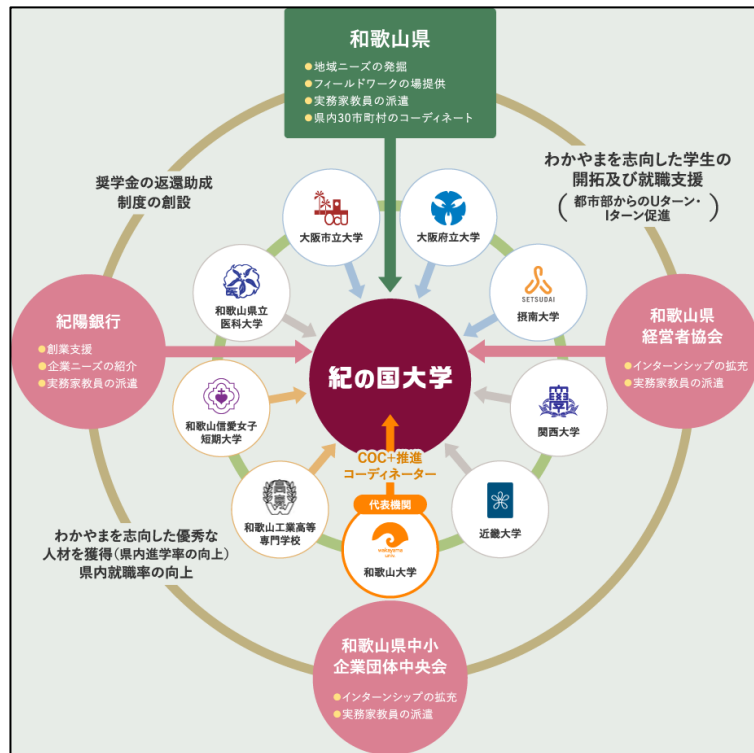 和歌山県
●地域ニーズの発掘
●フィールドワークの場提供
●実務家教員の派遣
●県内30市町村のコーディネート
奨学金の返還助成
制度の創設
わかやまを志向した学生の
開拓及び就職支援
(都市部からのUターン・
Iターン促進)
大阪市立大学
大阪府立大学
和歌山県立
医科大学
SETSUDAI
摂南大学
紀陽銀行
●創業支援
●企業ニーズの紹介
●実務家教員の派遣
紀の国大学
和歌山県
経営者協会
●インターンシップの拡充
●実務家教員の派遣
和歌山信愛女子
短期大学
関西大学
COC+推進
コーディネーター
和歌山工業高等
専門学校
代表機関
wakayama
univ.
和歌山大学
近畿大学
わかやまを志向した優秀な
人材を獲得(県内進学率の向上)
県内就職率の向上
和歌山県中小
企業団体中央会
●インターンシップの拡充
●実務家教員の派遣